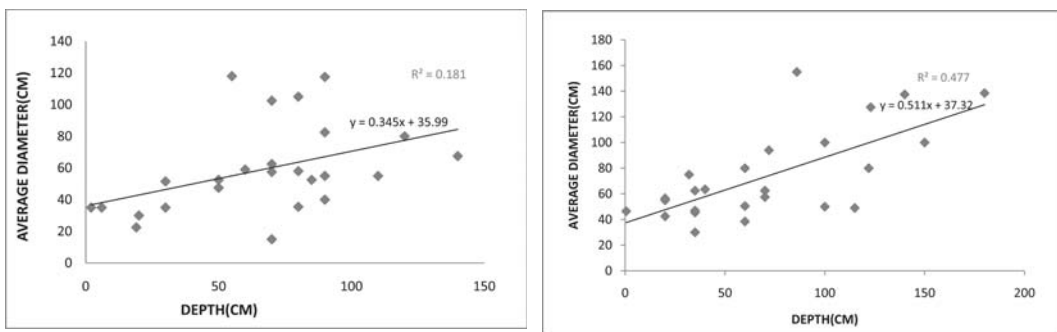 140
120
100
80
60
40
20
0
AVERAGE DIAMETER(CM)
R² = 0.181
y = 0.345x + 35.99
0 50 100 150
DEPTH(CM)
180
160
140
120
100
80
60
40
20
0
AVERAGE DIAMETER(CM)
R² = 0.477
y = 0.511x + 37.32
0 50 100 150 200
DEPTH(CM)